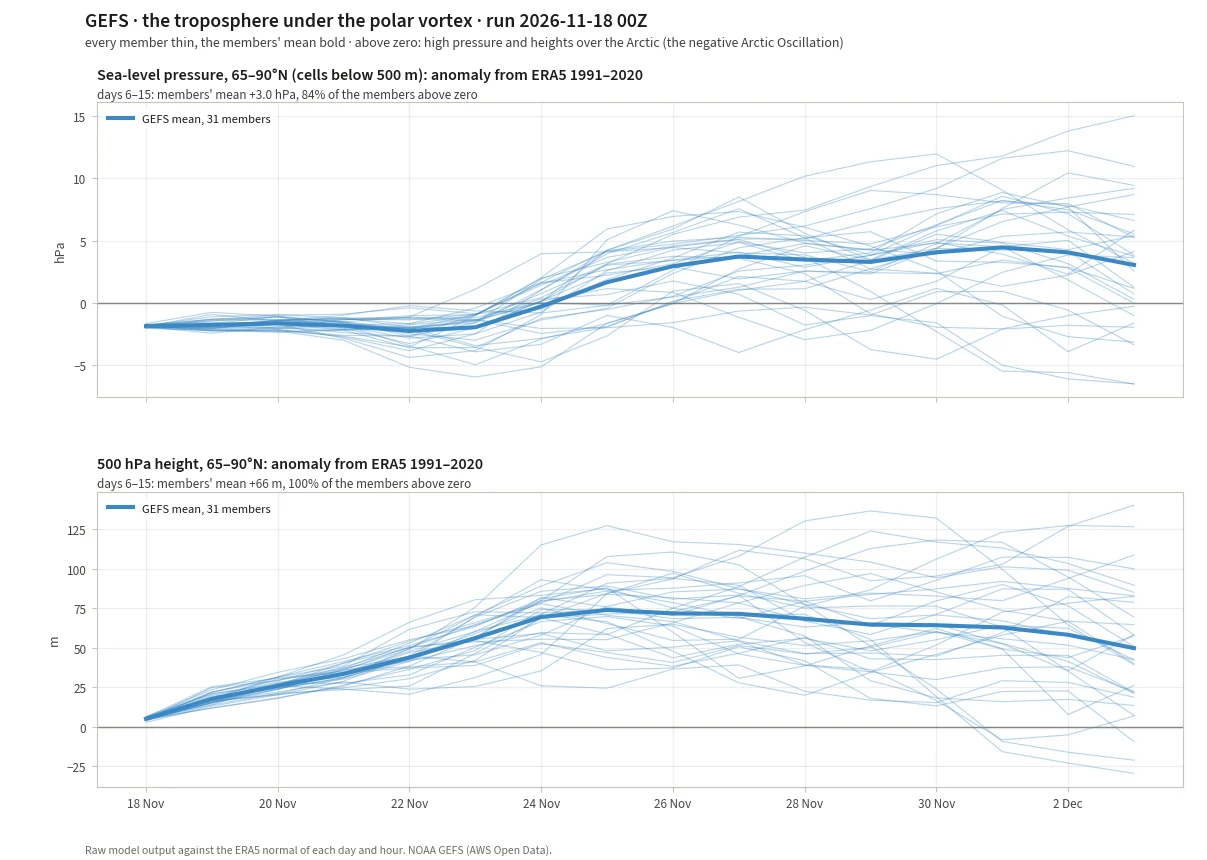 GEFS · the troposphere under the polar vortex · run 2026-11-18 00Z
every member thin, the members' mean bold · above zero: high pressure and heights over the Arctic (the negative Arctic Oscillation)
Sea-level pressure, 65–90°N (cells below 500 m): anomaly from ERA5 1991–2020
days 6–15: members' mean +3.0 hPa, 84% of the members above zero
GEFS mean, 31 members
15
10
5
0
−5
hPa
500 hPa height, 65–90°N: anomaly from ERA5 1991–2020
days 6–15: members' mean +66 m, 100% of the members above zero
GEFS mean, 31 members
125
100
75
50
25
0
−25
m
18 Nov 20 Nov 22 Nov 24 Nov 26 Nov 28 Nov 30 Nov 2 Dec
Raw model output against the ERA5 normal of each day and hour. NOAA GEFS (AWS Open Data).